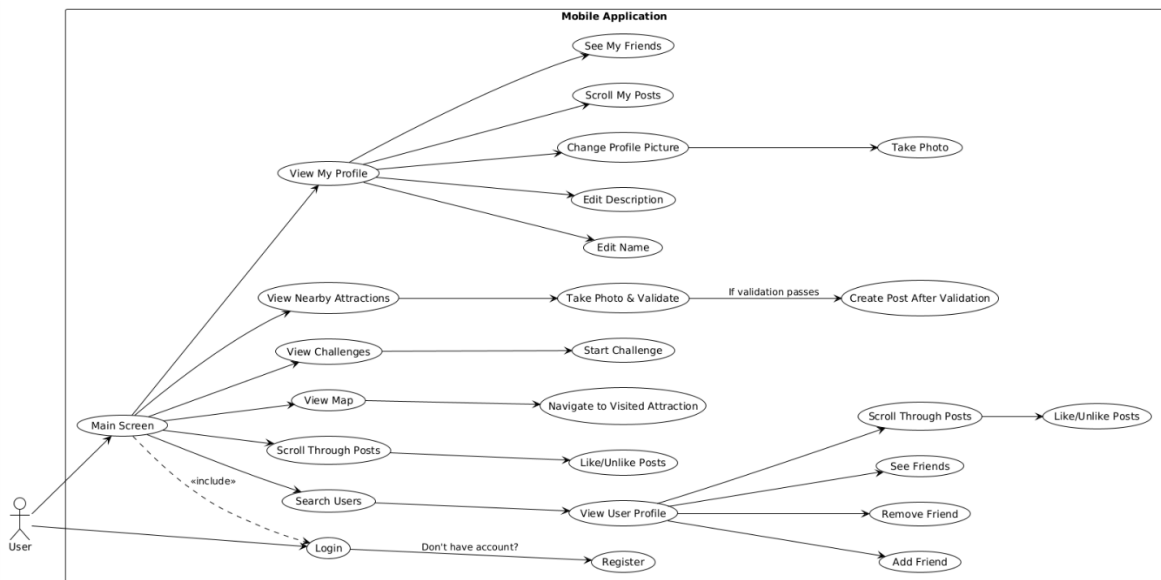 Mobile Application
See My Friends
Scroll My Posts
View My Profile
Change Profile Picture
Take Photo
Edit Description
Edit Name
View Nearby Attractions
Take Photo & Validate
If validation passes
Create Post After Validation
View Challenges
Start Challenge
View Map
Navigate to Visited Attraction
Main Screen
Scroll Through Posts
Like/Unlike Posts
Scroll Through Posts
Like/Unlike Posts
«include»
Search Users
View User Profile
See Friends
Remove Friend
Add Friend
User
Login
Don't have account?
Register